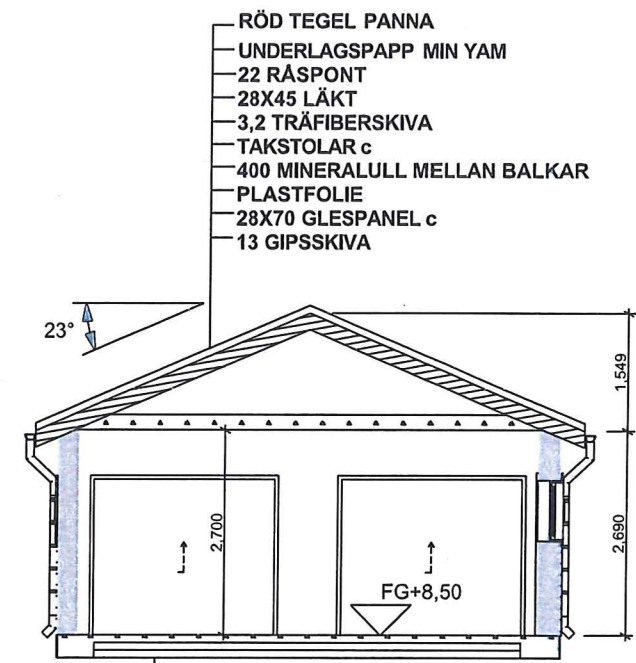 RÖD TEGEL PANNA
UNDERLAGSPAPP MIN YAM
22 RÅSPONT
28X45 LÄKT
3,2 TRÄFIBERSKIVA
TAKSTOLAR c
400 MINERALULL MELLAN BALKAR
PLASTFOLIE
28X70 GLESPANEL c
13 GIPSSKIVA
23°
1,549
2,700
2,690
FG+8,50